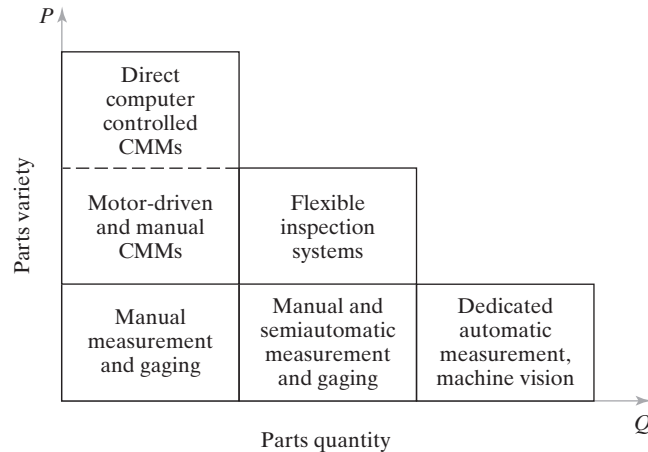 P
Direct
computer
controlled
CMMs
Motor-driven
and manual
CMMs
Flexible
inspection
systems
Parts variety
Manual
measurement
and gaging
Manual and
semiautomatic
measurement
and gaging
Dedicated
automatic
measurement,
machine vision
Q
Parts quantity